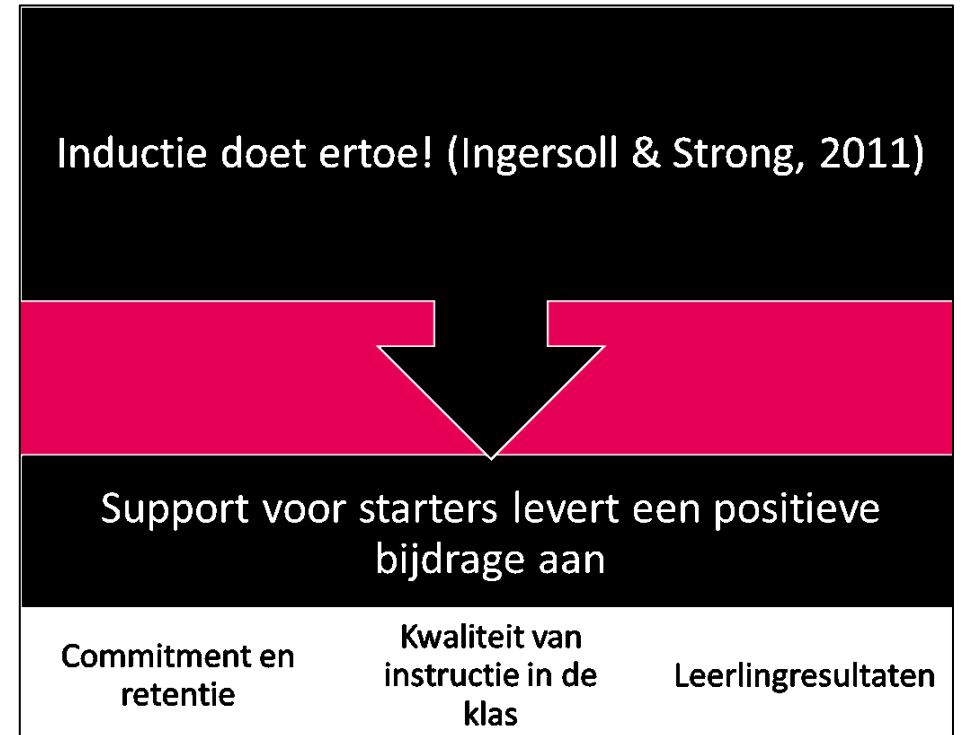 Inductie doet ertoe! (Ingersoll & Strong, 2011)
Support voor starters levert een positieve
bijdrage aan
Commitment en
retentie
Kwaliteit van
instructie in de
klas
Leerlingresultaten